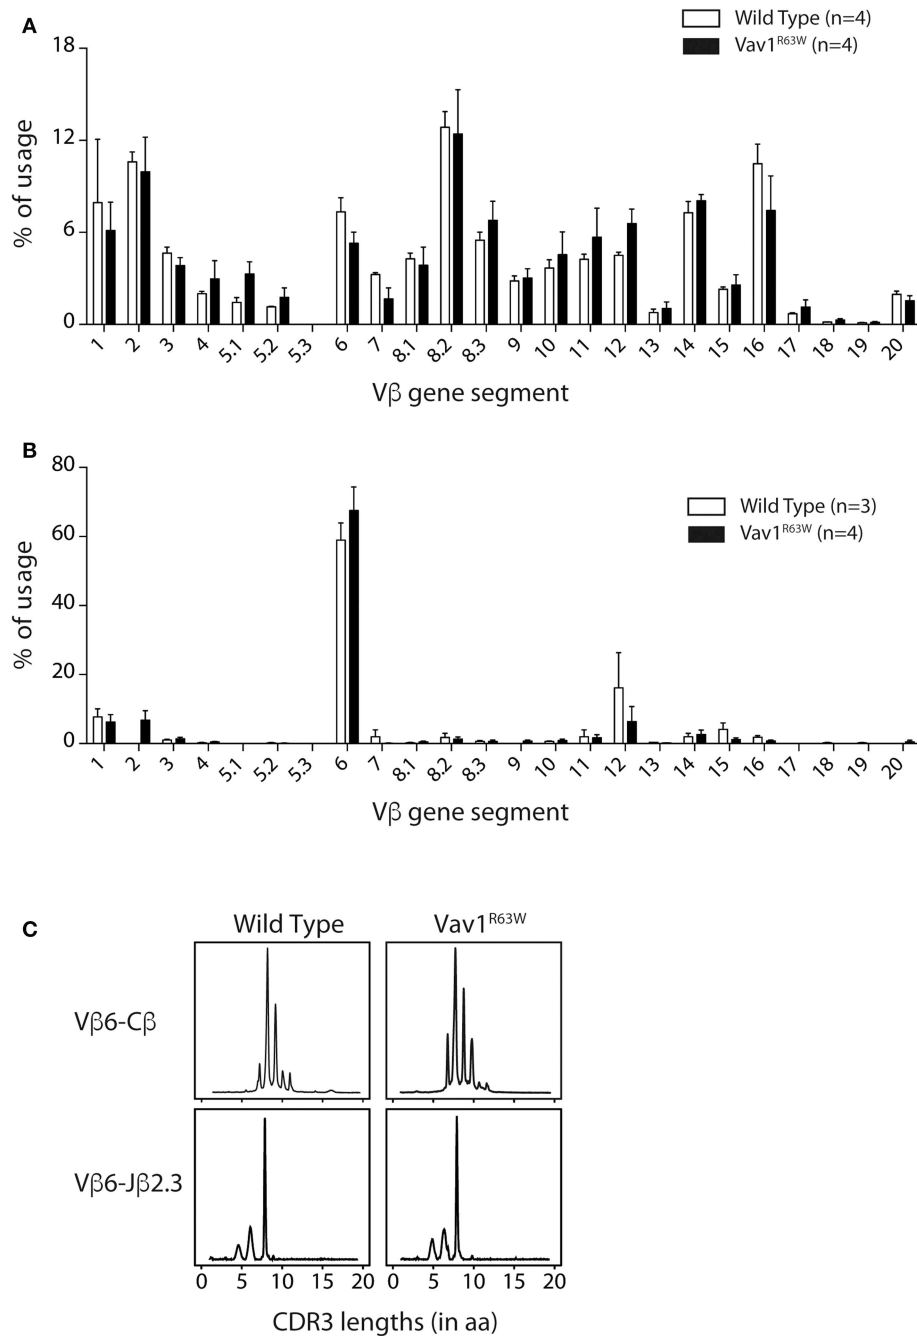 A
Wild Type (n=4)
Vav1R63W (n=4)
18
12
6
0
% of usage
1 2 3 4 5.1 5.2 5.3 6 7 8.1 8.2 8.3 9 10 11 12 13 14 15 16 17 18 19 20
Vβ gene segment
B
Wild Type (n=3)
Vav1R63W (n=4)
80
60
40
20
0
% of usage
1 2 3 4 5.1 5.2 5.3 6 7 8.1 8.2 8.3 9 10 11 12 13 14 15 16 17 18 19 20
Vβ gene segment
C
Wild Type Vav1R63W
Vβ6-Cβ
Vβ6-Jβ2.3
0 5 10 15 20 0 5 10 15 20
CDR3 lengths (in aa)